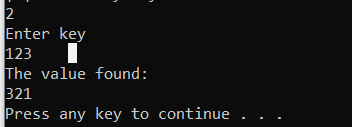 2
Enter key
123
The value found:
321
Press any key to continue . . .